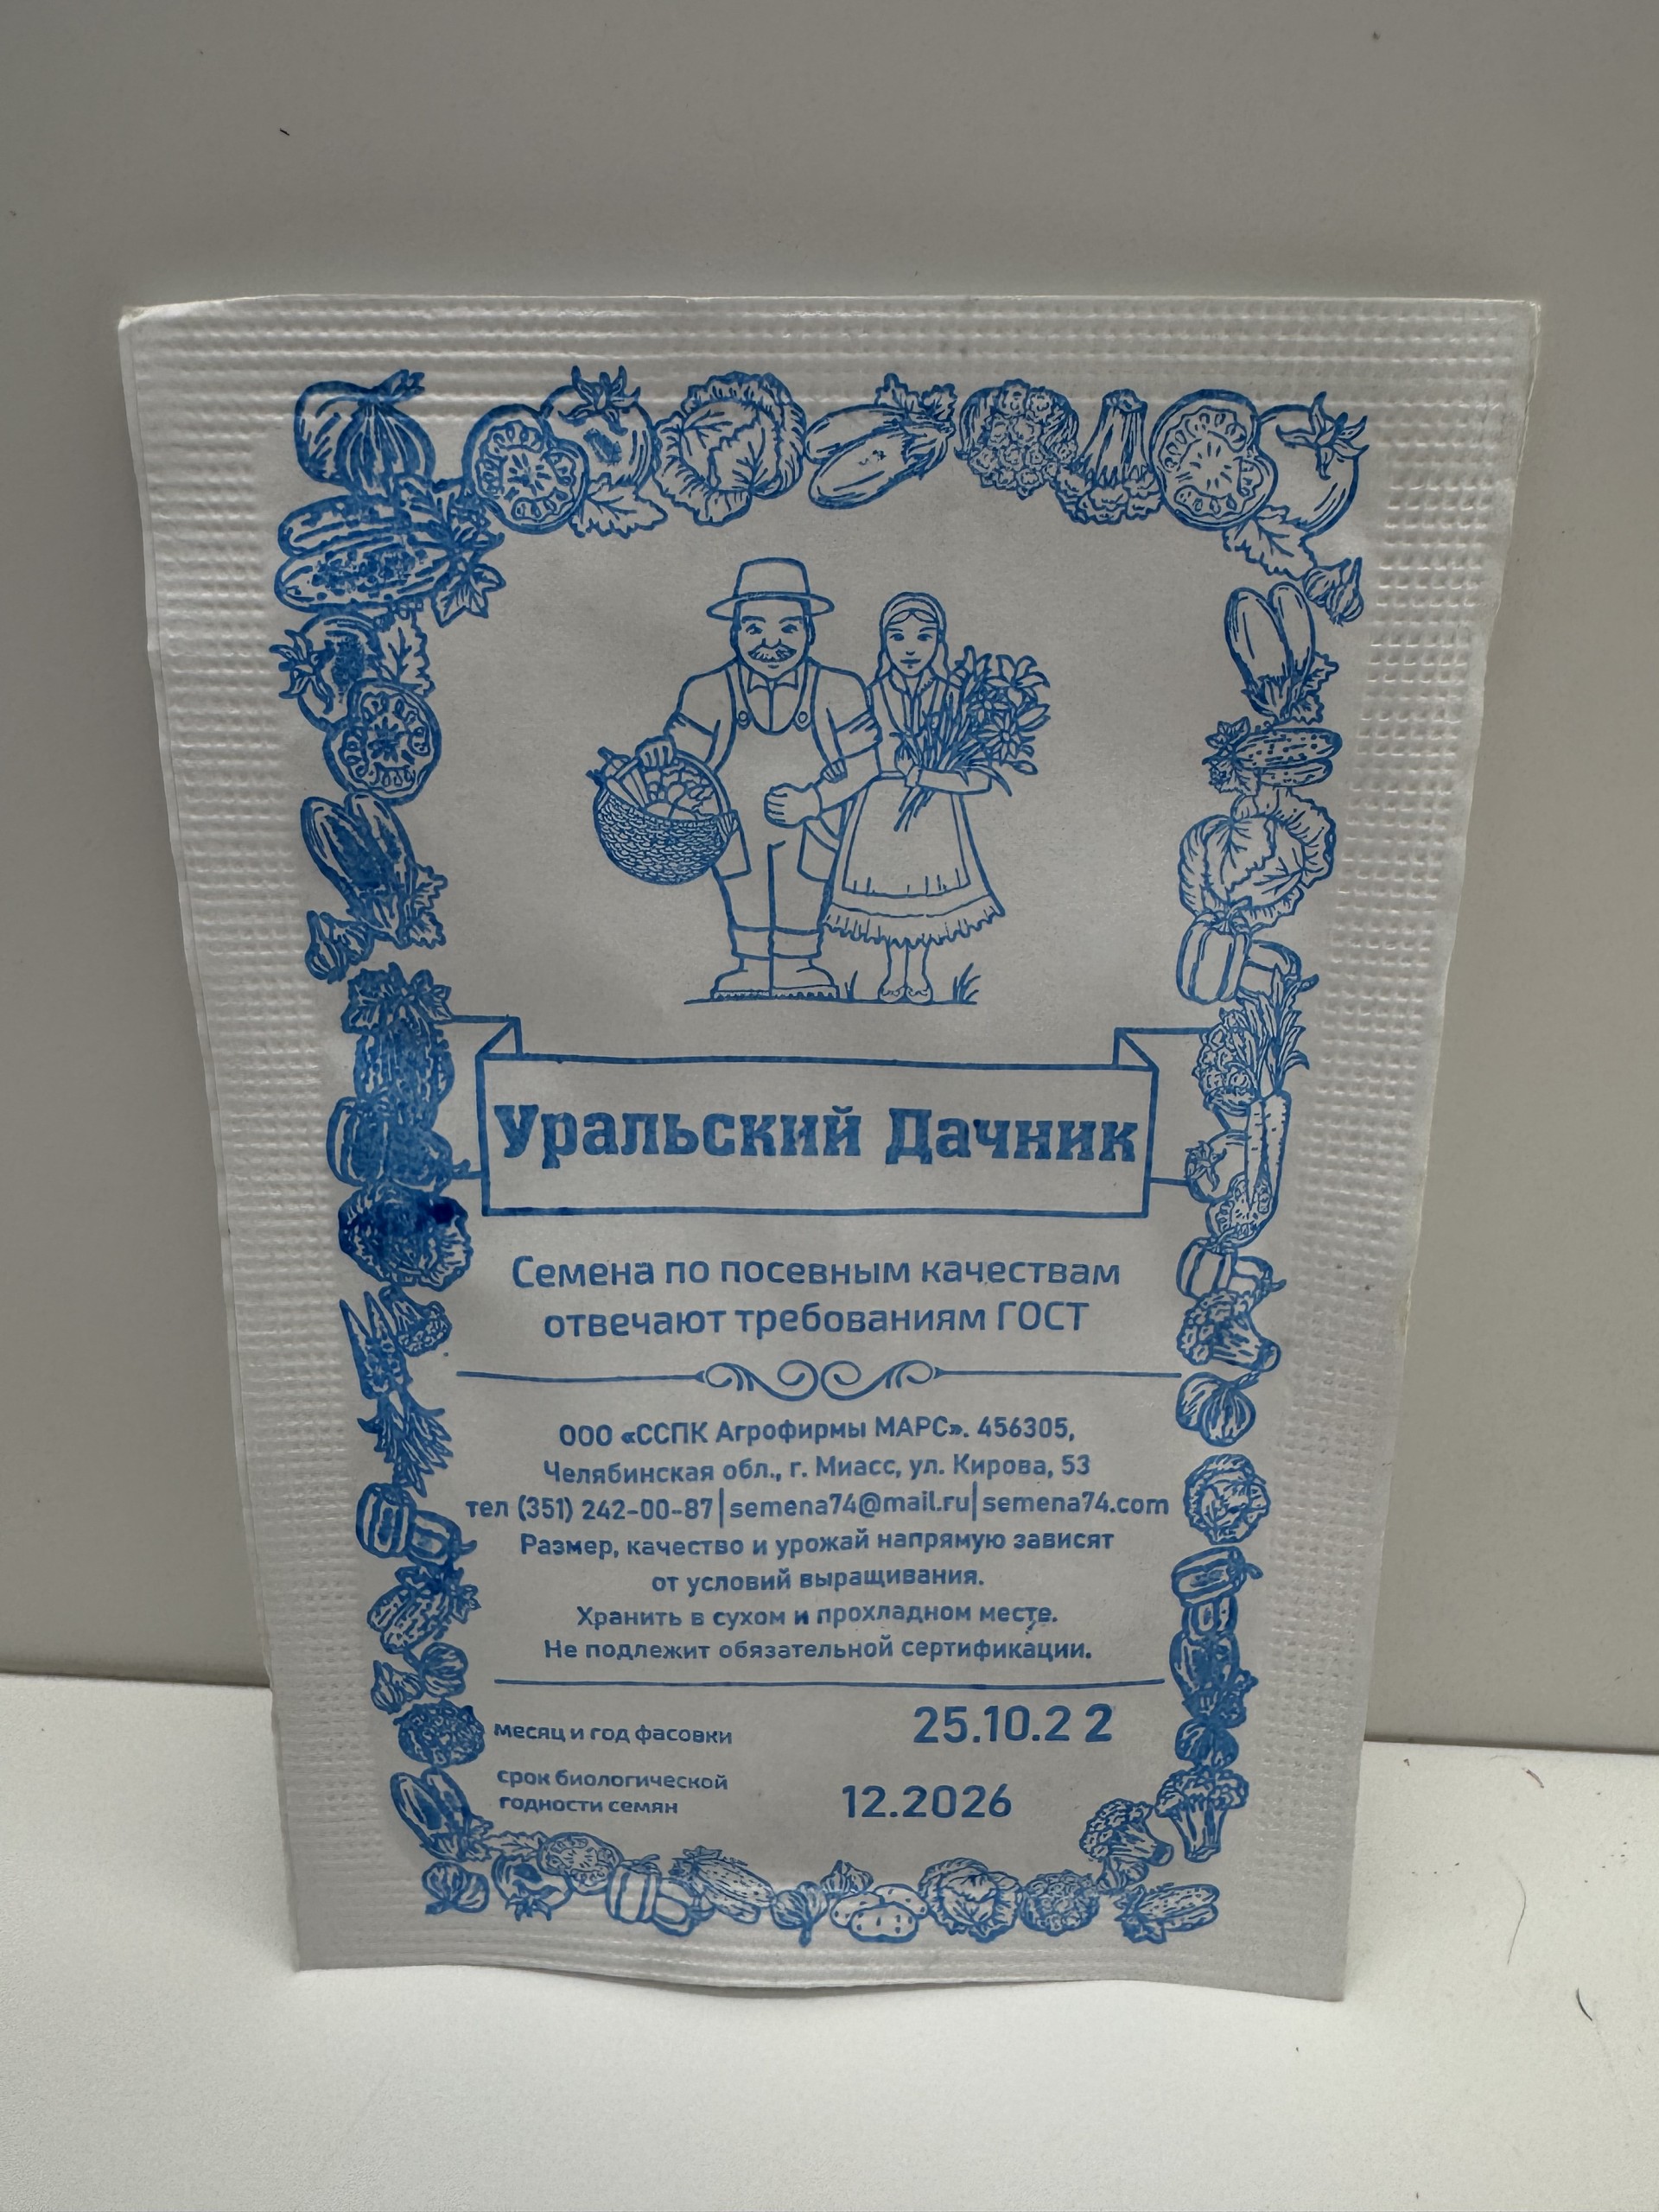 Уральский Дачник
Семена по посевным качествам
отвечают требованиям ГОСТ
ООО «ССПК Агрофирмы МАРС». 456305,
Челябинская обл., г. Миасс, ул. Кирова, 53
тел (351) 242-00-87|semena74@mail.ru|semena74.com
Размер, качество и урожай напрямую зависят
от условий выращивания.
Хранить в сухом и прохладном месте.
Не подлежит обязательной сертификации.
месяц и год фасовки 25.10.2 2
срок биологической
годности семян 12.2026